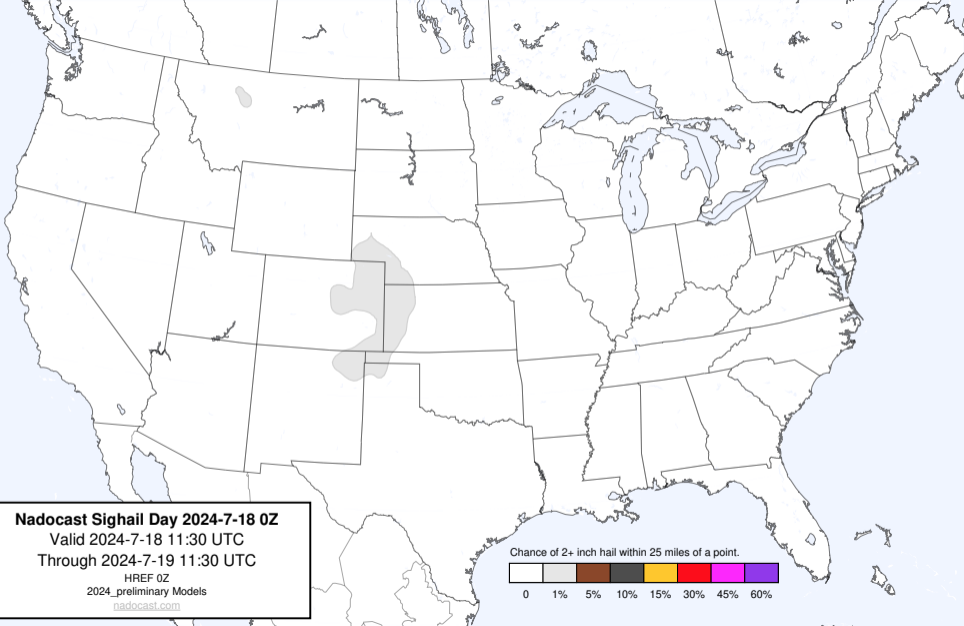 Nadocast Sighail Day 2024-7-18 0Z
Valid 2024-7-18 11:30 UTC
Through 2024-7-19 11:30 UTC
HREF 0Z
2024_preliminary Models
nadocast.com
Chance of 2+ inch hail within 25 miles of a point.
0 1% 5% 10% 15% 30% 45% 60%